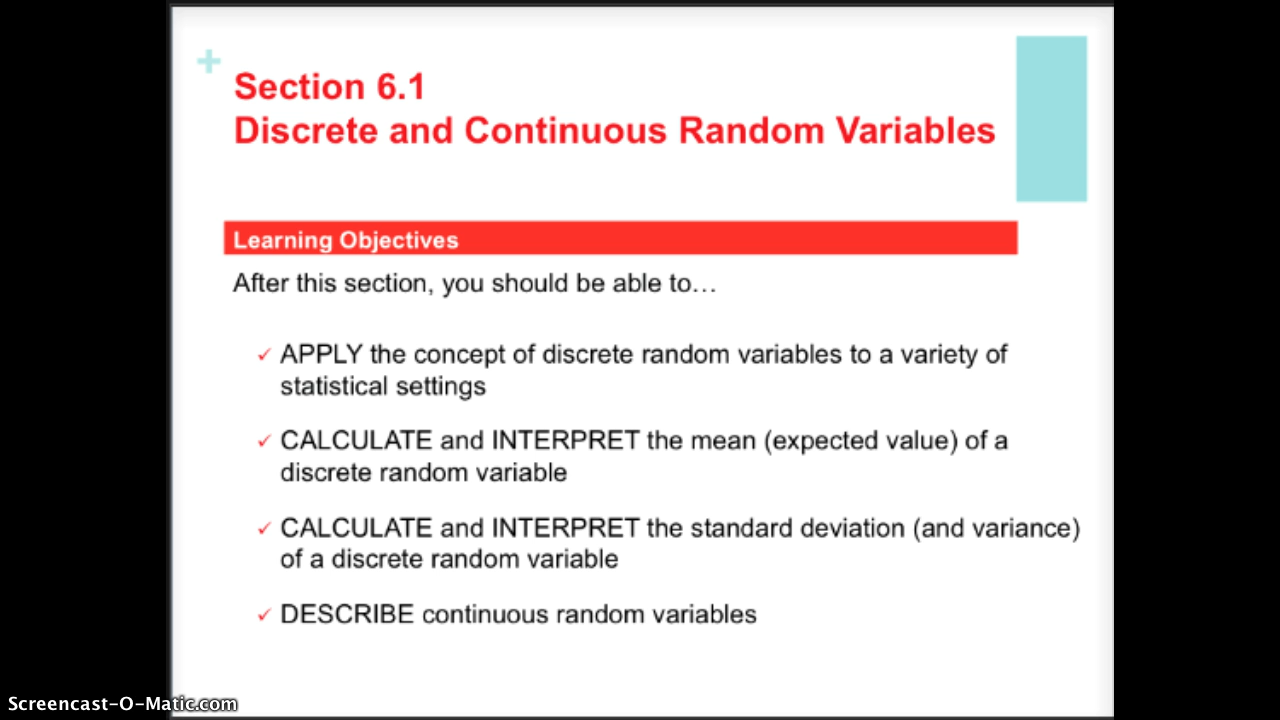 +
Section 6.1
Discrete and Continuous Random Variables
Learning Objectives
After this section, you should be able to…
✓ APPLY the concept of discrete random variables to a variety of
statistical settings
✓ CALCULATE and INTERPRET the mean (expected value) of a
discrete random variable
✓ CALCULATE and INTERPRET the standard deviation (and variance)
of a discrete random variable
✓ DESCRIBE continuous random variables
Screencast-O-Matic.com